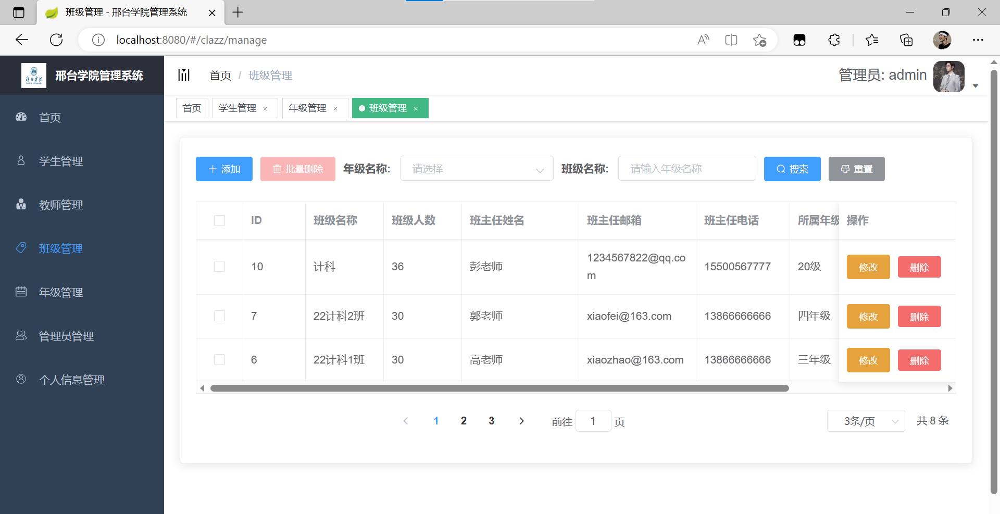 班级管理 - 邢台学院管理系统
localhost:8080/#/clazz/manage
邢台学院管理系统
首页 / 班级管理
管理员: admin
首页
学生管理 ×
年级管理 ×
班级管理 ×
首页
学生管理
教师管理
班级管理
年级管理
管理员管理
个人信息管理
添加 批量删除 年级名称: 请选择 班级名称: 请输入年级名称 搜索 重置
ID 班级名称 班级人数 班主任姓名 班主任邮箱 班主任电话 所属年级 操作
10 计科 36 彭老师 1234567822@qq.co 15500567777 20级 修改 删除
m
7 22计科2班 30 郭老师 xiaofei@163.com 13866666666 四年级 修改 删除
6 22计科1班 30 高老师 xiaozhao@163.com 13866666666 三年级 修改 删除
1 2 3 前往 1 页 3条/页 共 8 条